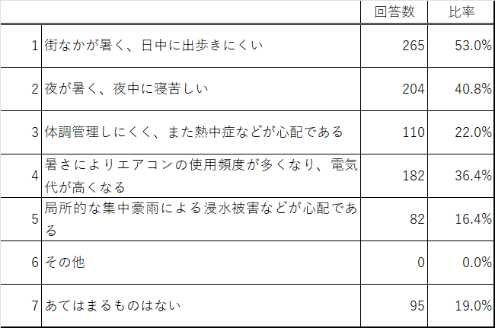 回答数 比率
1 街なかが暑く、日中に出歩きにくい 265 53.0%
2 夜が暑く、夜中に寝苦しい 204 40.8%
3 体調管理しにくく、また熱中症などが心配である 110 22.0%
4 暑さによりエアコンの使用頻度が多くなり、電気
代が高くなる 182 36.4%
5 局所的な集中豪雨による浸水被害などが心配であ
る 82 16.4%
6 その他 0 0.0%
7 あてはまるものはない 95 19.0%